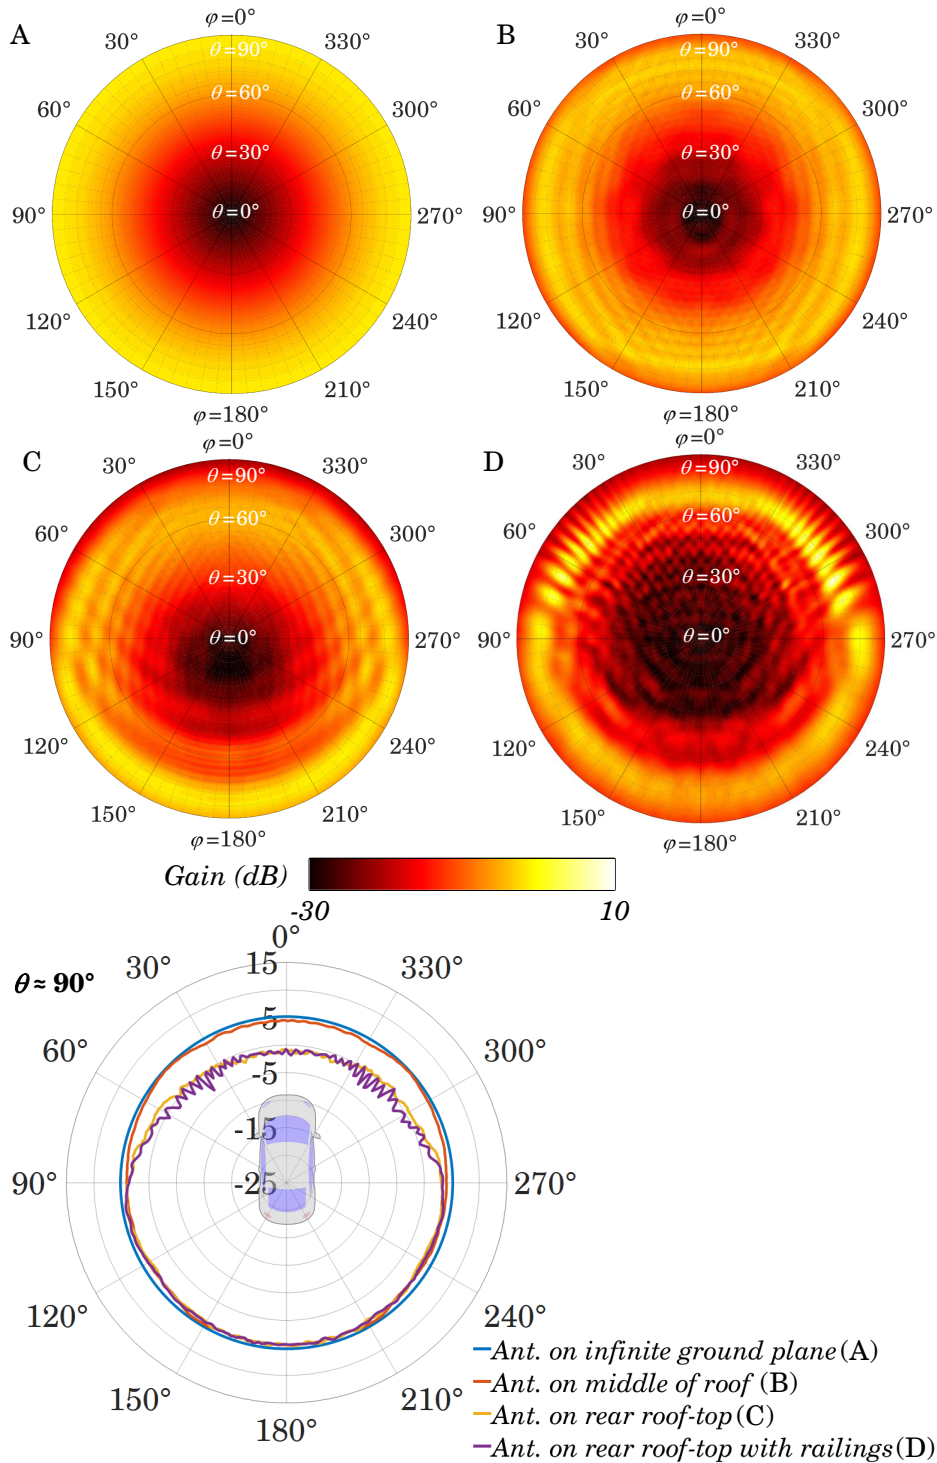 A
φ=0°
30°
330°
θ=90°
60°
θ=60°
300°
θ=30°
90°
θ=0°
270°
120°
240°
150°
210°
φ=180°
B
φ=0°
30°
330°
θ=90°
60°
θ=60°
300°
θ=30°
90°
θ=0°
270°
120°
240°
150°
210°
φ=180°
C
φ=0°
30°
330°
θ=90°
60°
θ=60°
300°
θ=30°
90°
θ=0°
270°
120°
240°
150°
210°
φ=180°
D
φ=0°
30°
330°
θ=90°
60°
θ=60°
300°
θ=30°
90°
θ=0°
270°
120°
240°
150°
210°
φ=180°
Gain (dB)
-30
10
θ ≈ 90°
0°
30°
15
330°
60°
5
300°
-5
-15
90°
-25
270°
120°
240°
150°
210°
180°
Ant. on infinite ground plane (A)
Ant. on middle of roof (B)
Ant. on rear roof-top (C)
Ant. on rear roof-top with railings (D)